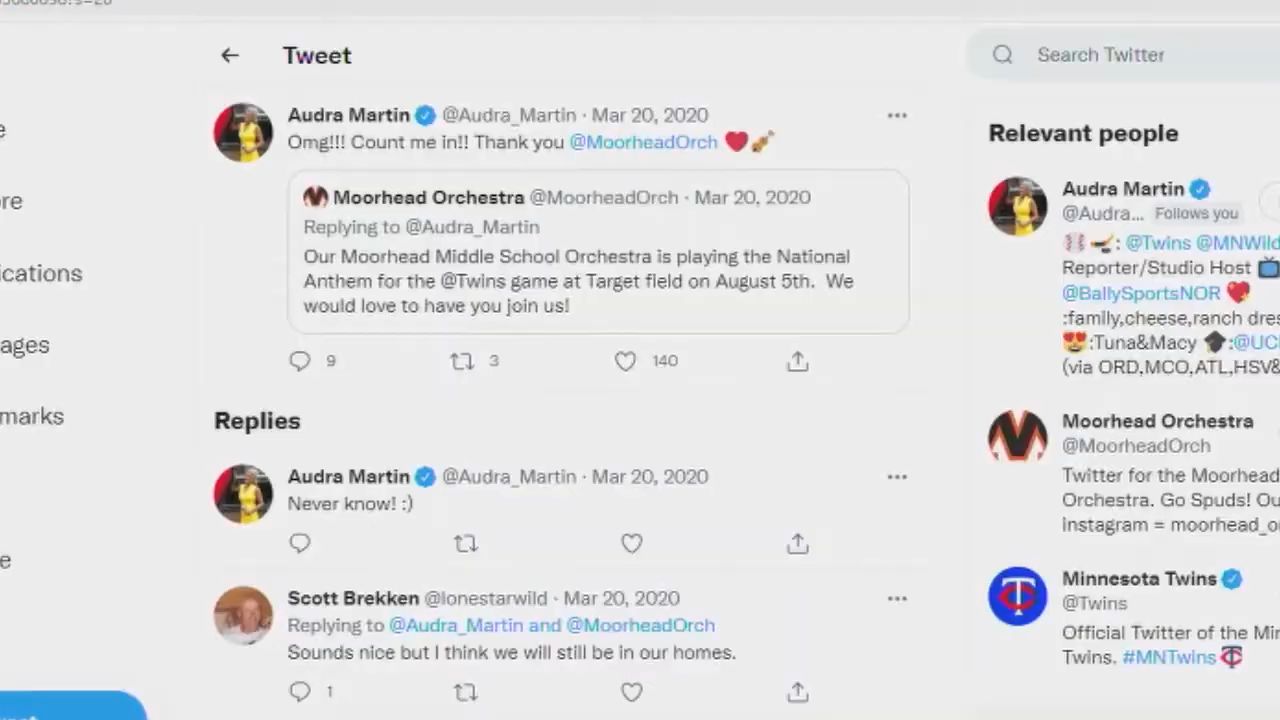 Tweet
Search Twitter
Audra Martin @Audra_Martin · Mar 20, 2020
Omg!!! Count me in!! Thank you @MoorheadOrch ❤️🎻
Moorhead Orchestra @MoorheadOrch · Mar 20, 2020
Replying to @Audra_Martin
Our Moorhead Middle School Orchestra is playing the National
Anthem for the @Twins game at Target field on August 5th. We
would love to have you join us!
9 3 140
Replies
Audra Martin @Audra_Martin · Mar 20, 2020
Never know! :)
Scott Brekken @lonestarwild · Mar 20, 2020
Replying to @Audra_Martin and @MoorheadOrch
Sounds nice but I think we will still be in our homes.
1
Relevant people
Audra Martin
@Audra... Follows you
: @Twins @MNWild
Reporter/Studio Host
@BallySportsNOR
:family,cheese,ranch dres
:Tuna&Macy :@UC
(via ORD,MCO,ATL,HSV&
Moorhead Orchestra
@MoorheadOrch
Twitter for the Moorhead
Orchestra. Go Spuds! Ou
instagram = moorhead_o
Minnesota Twins
@Twins
Official Twitter of the Min
Twins. #MNTwins
ications
ages
marks